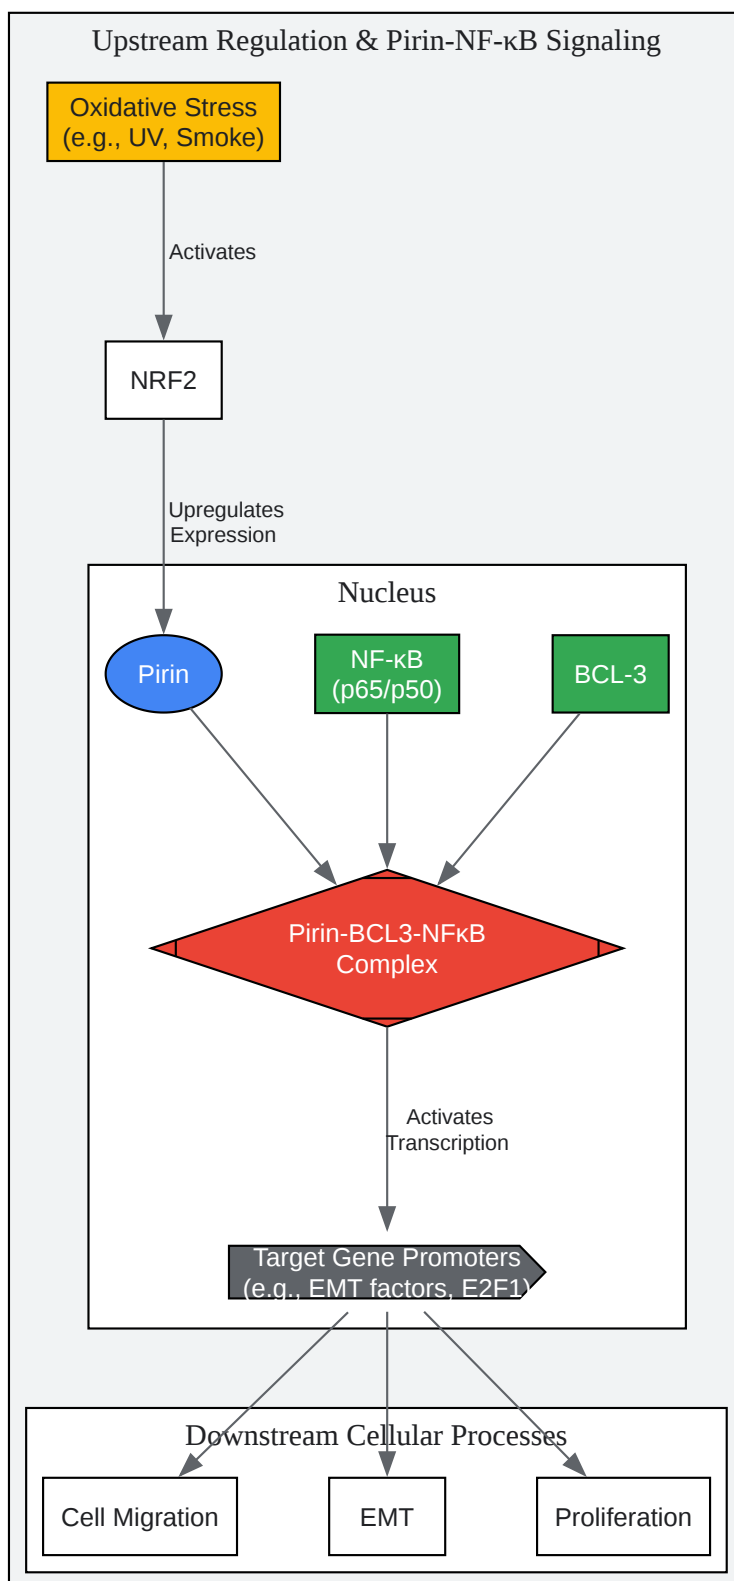 Upstream Regulation & Pirin-NF-κB Signaling
Oxidative Stress
(e.g., UV, Smoke)
Activates
NRF2
Upregulates
Expression
Nucleus
Pirin
NF-κB
(p65/p50)
BCL-3
Pirin-BCL3-NFκB
Complex
Activates
Transcription
Target Gene Promoters
(e.g., EMT factors, E2F1)
Downstream Cellular Processes
Cell Migration
EMT
Proliferation